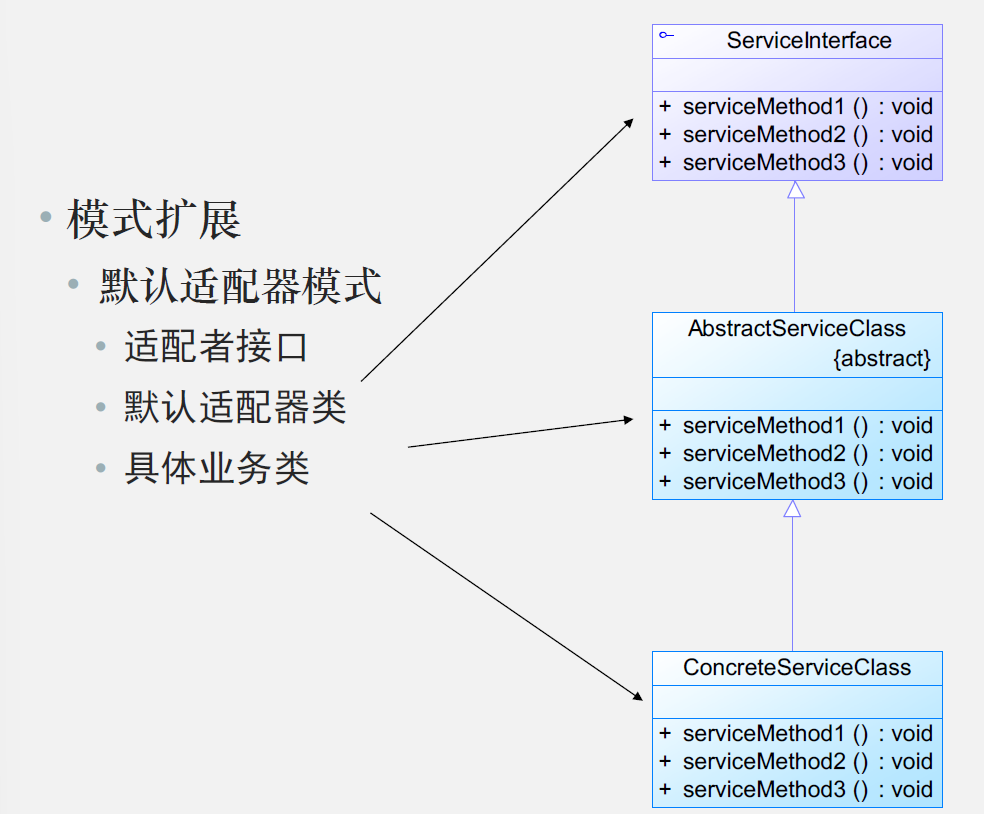 模式扩展
默认适配器模式
适配者接口
默认适配器类
具体业务类
ServiceInterface
+ serviceMethod1 () : void
+ serviceMethod2 () : void
+ serviceMethod3 () : void
AbstractServiceClass
{abstract}
+ serviceMethod1 () : void
+ serviceMethod2 () : void
+ serviceMethod3 () : void
ConcreteServiceClass
+ serviceMethod1 () : void
+ serviceMethod2 () : void
+ serviceMethod3 () : void